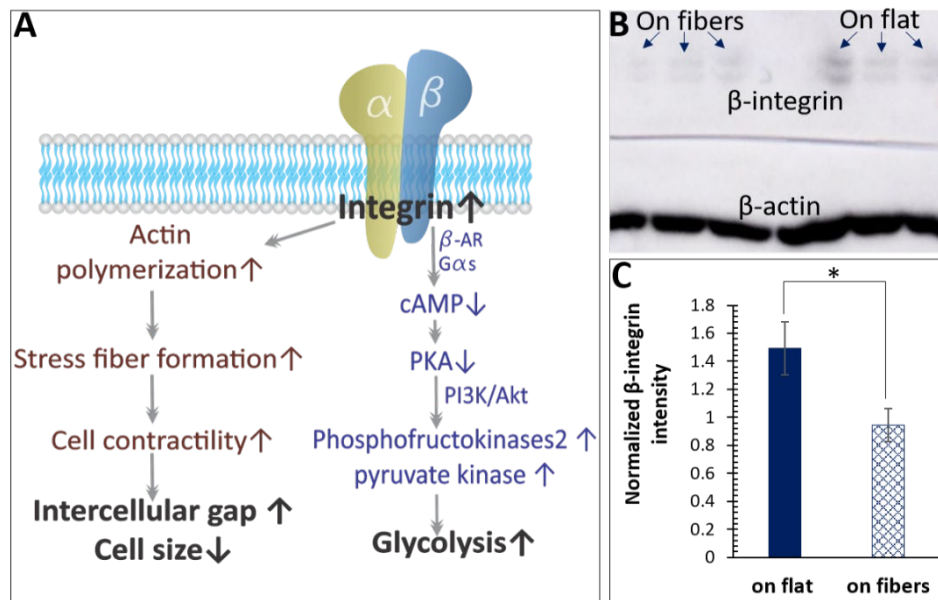 A
α β
Integrin↑
Actin
polymerization↑
Stress fiber formation↑
Cell contractility↑
Intercellular gap ↑
Cell size↓
β-AR
Gαs
cAMP↓
PKA↓
PI3K/Akt
Phosphofructokinases2 ↑
pyruvate kinase ↑
Glycolysis↑
B
On fibers
On flat
β-integrin
β-actin
C
*
Normalized β-integrin
intensity
1.8
1.6
1.4
1.2
1
0.8
0.6
0.4
0.2
0
on flat
on fibers